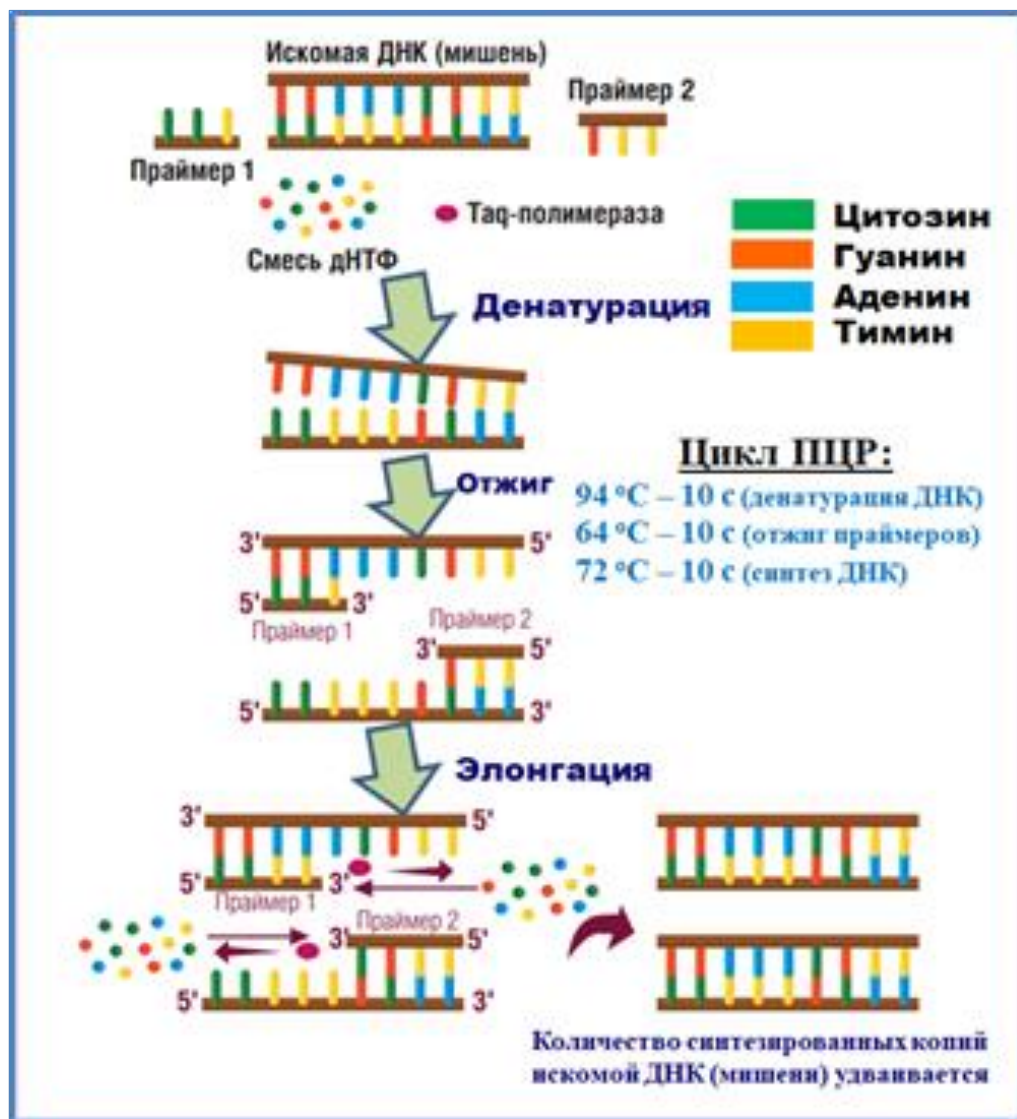 Искомая ДНК (мишень)
Праймер 2
Праймер 1
Taq-полимераза
Смесь дНТФ
Цитозин
Гуанин
Аденин
Тимин
Денатурация
Цикл ПЦР:
94 °С – 10 с (денатурация ДНК)
64 °С – 10 с (отжиг праймеров)
72 °С – 10 с (синтез ДНК)
Отжиг
3' 5'
5' 3'
Праймер 1
Праймер 2
3' 5'
5' 3'
Элонгация
3' 5'
5' 3'
Праймер 1
Праймер 2
3' 5'
5' 3'
Количество синтезированных копий
искомой ДНК (мишени) удваивается